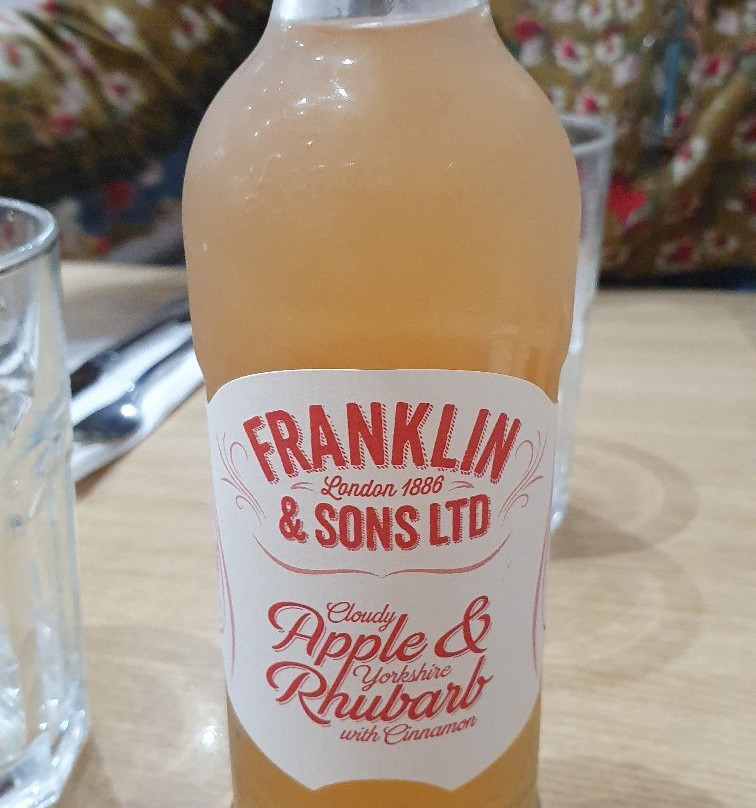 FRANKLIN
London 1886
& SONS LTD
Cloudy
Apple &
Yorkshire
Rhubarb
with Cinnamon